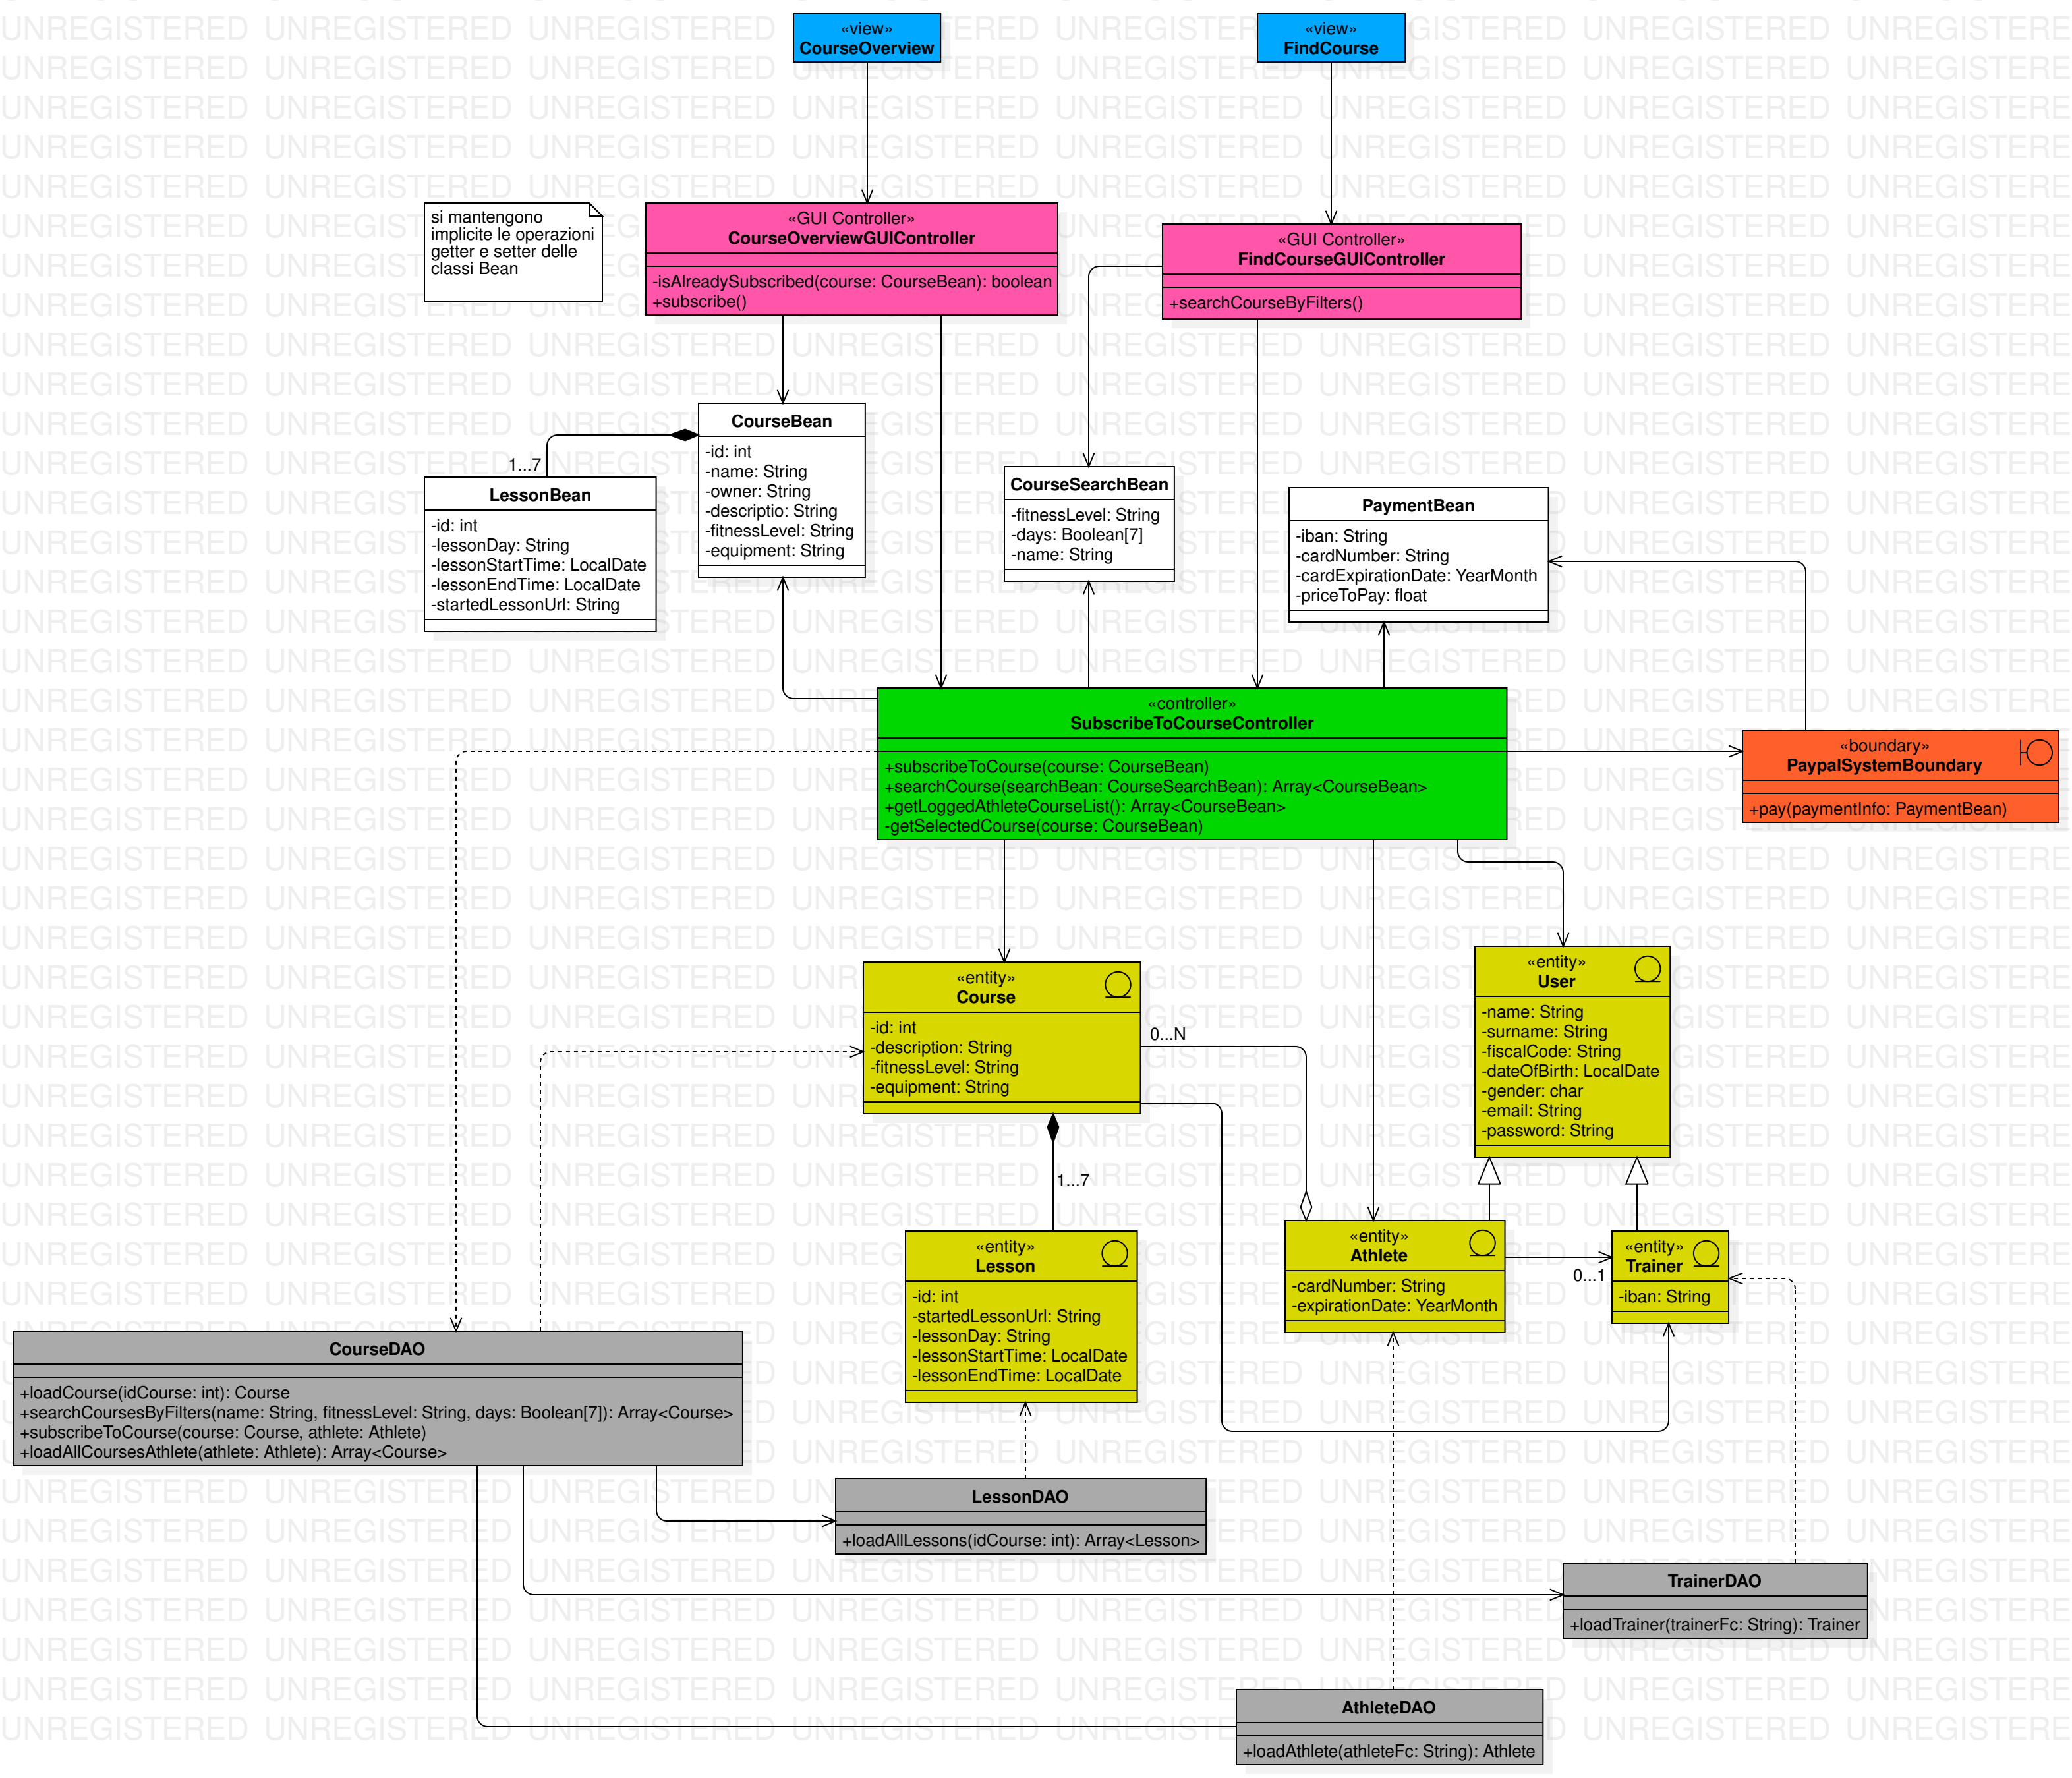 «view»
CourseOverview
«view»
FindCourse
si mantengono
implicite le operazioni
getter e setter delle
classi Bean
«GUI Controller»
CourseOverviewGUIController
-isAlreadySubscribed(course: CourseBean): boolean
+subscribe()
«GUI Controller»
FindCourseGUIController
+searchCourseByFilters()
CourseBean
-id: int
-name: String
-owner: String
-descriptio: String
-fitnessLevel: String
-equipment: String
1...7
LessonBean
-id: int
-lessonDay: String
-lessonStartTime: LocalDate
-lessonEndTime: LocalDate
-startedLessonUrl: String
CourseSearchBean
-fitnessLevel: String
-days: Boolean[7]
-name: String
PaymentBean
-iban: String
-cardNumber: String
-cardExpirationDate: YearMonth
-priceToPay: float
«controller»
SubscribeToCourseController
+subscribeToCourse(course: CourseBean)
+searchCourse(searchBean: CourseSearchBean): Array<CourseBean>
+getLoggedAthleteCourseList(): Array<CourseBean>
-getSelectedCourse(course: CourseBean)
«boundary»
PaypalSystemBoundary
+pay(paymentInfo: PaymentBean)
«entity»
Course
-id: int
-description: String
-fitnessLevel: String
-equipment: String
0...N
«entity»
User
-name: String
-surname: String
-fiscalCode: String
-dateOfBirth: LocalDate
-gender: char
-email: String
-password: String
1...7
«entity»
Lesson
-id: int
-startedLessonUrl: String
-lessonDay: String
-lessonStartTime: LocalDate
-lessonEndTime: LocalDate
«entity»
Athlete
-cardNumber: String
-expirationDate: YearMonth
0...1
«entity»
Trainer
-iban: String
CourseDAO
+loadCourse(idCourse: int): Course
+searchCoursesByFilters(name: String, fitnessLevel: String, days: Boolean[7]): Array<Course>
+subscribeToCourse(course: Course, athlete: Athlete)
+loadAllCoursesAthlete(athlete: Athlete): Array<Course>
LessonDAO
+loadAllLessons(idCourse: int): Array<Lesson>
TrainerDAO
+loadTrainer(trainerFc: String): Trainer
AthleteDAO
+loadAthlete(athleteFc: String): Athlete
UNREGISTERED